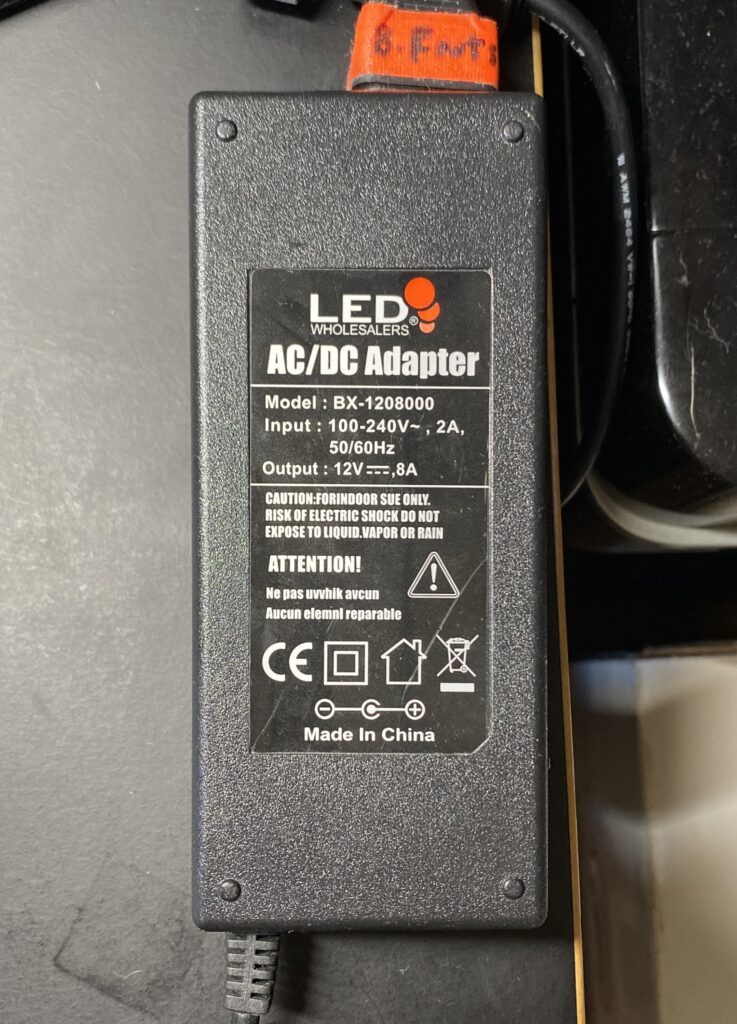 LED®
WHOLESALERS
AC/DC Adapter
Model : BX-1208000
Input : 100-240V~ , 2A,
50/60Hz
Output : 12V⎓,8A
CAUTION:FORINDOOR SUE ONLY.
RISK OF ELECTRIC SHOCK DO NOT
EXPOSE TO LIQUID.VAPOR OR RAIN
ATTENTION!
Ne pas uvvhik avcun
Aucun elemnl reparable
CE
Made In China